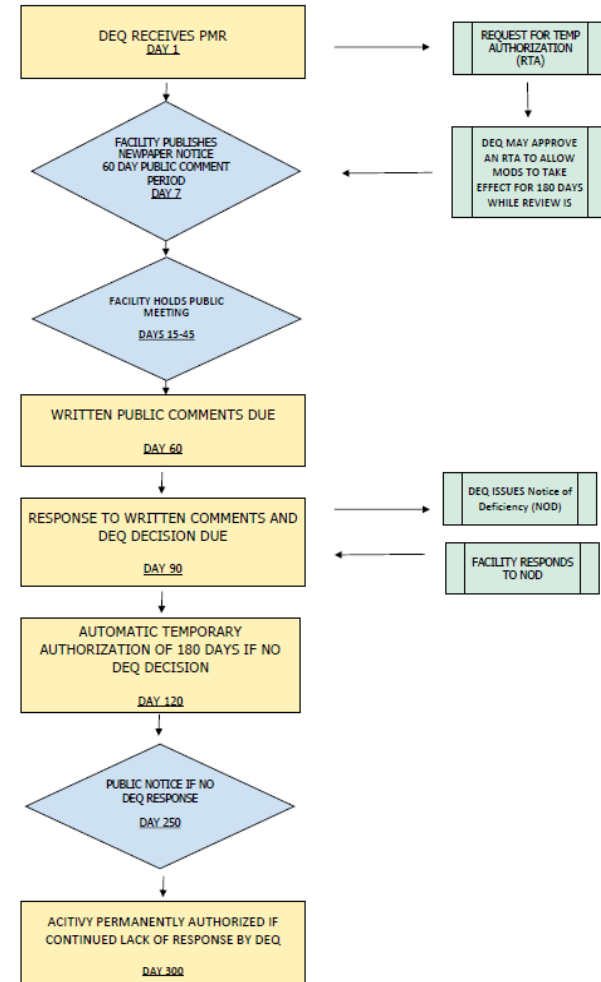 DEQ RECEIVES PMR
DAY 1
REQUEST FOR TEMP
AUTHORIZATION
(RTA)
FACILITY PUBLISHES
NEWPAPER NOTICE
60 DAY PUBLIC COMMENT
PERIOD
DAY 7
DEQ MAY APPROVE
AN RTA TO ALLOW
MODS TO TAKE
EFFECT FOR 180 DAYS
WHILE REVIEW IS
FACILITY HOLDS PUBLIC
MEETING
DAYS 15-45
WRITTEN PUBLIC COMMENTS DUE
DAY 60
RESPONSE TO WRITTEN COMMENTS AND
DEQ DECISION DUE
DAY 90
DEQ ISSUES Notice of
Deficiency (NOD)
FACILITY RESPONDS
TO NOD
AUTOMATIC TEMPORARY
AUTHORIZATION OF 180 DAYS IF NO
DEQ DECISION
DAY 120
PUBLIC NOTICE IF NO
DEQ RESPONSE
DAY 250
ACITIVY PERMANENTLY AUTHORIZED IF
CONTINUED LACK OF RESPONSE BY DEQ
DAY 300